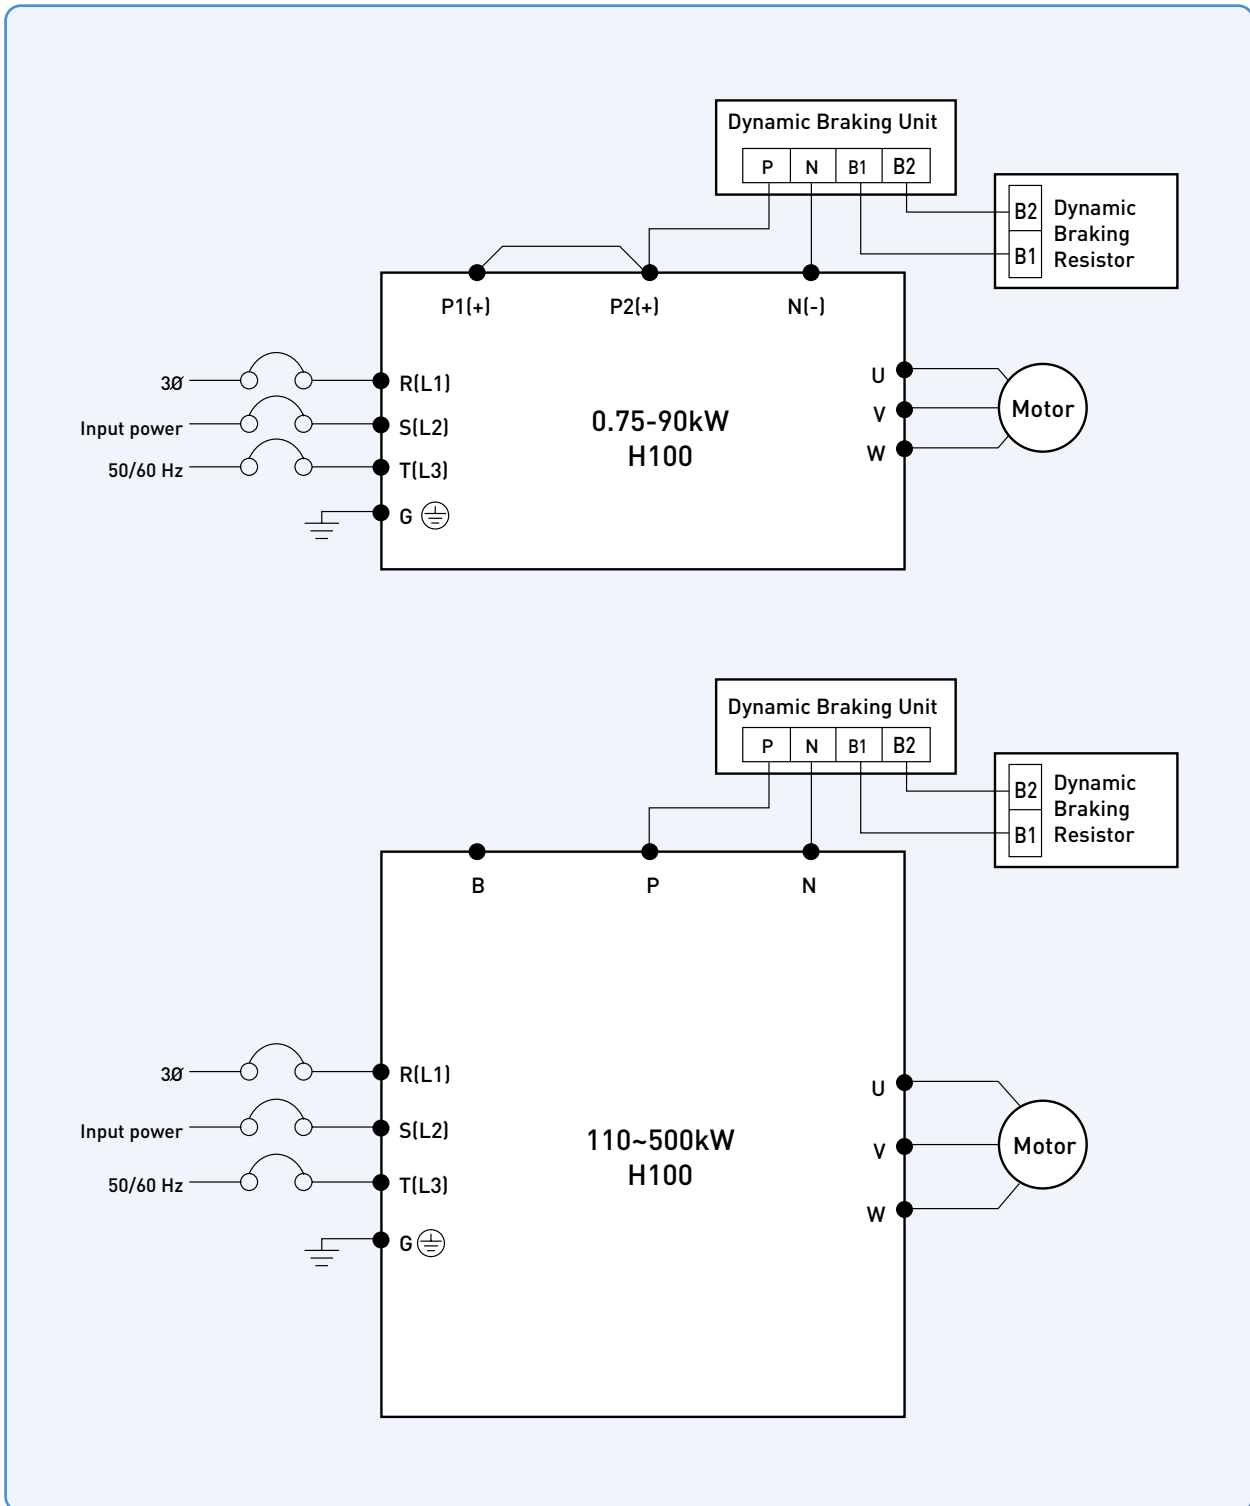 Dynamic Braking Unit
P N B1 B2
B2
B1
Dynamic
Braking
Resistor
P1(+) P2(+) N(-)
3Ø
Input power
50/60 Hz
R(L1)
S(L2)
T(L3)
G
0.75-90kW
H100
U
V
W
Motor
Dynamic Braking Unit
P N B1 B2
B2
B1
Dynamic
Braking
Resistor
B P N
3Ø
Input power
50/60 Hz
R(L1)
S(L2)
T(L3)
G
110~500kW
H100
U
V
W
Motor